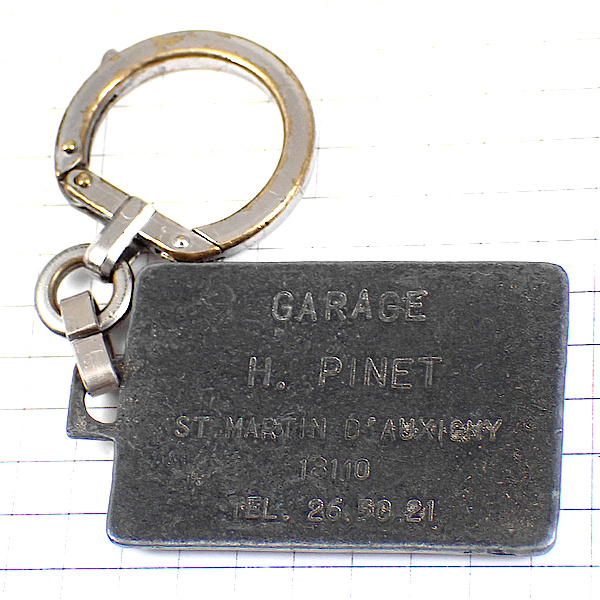 GARAGE
H. PINET
ST MARTIN D'AUXIGNY
18110
TEL. 26.50.21